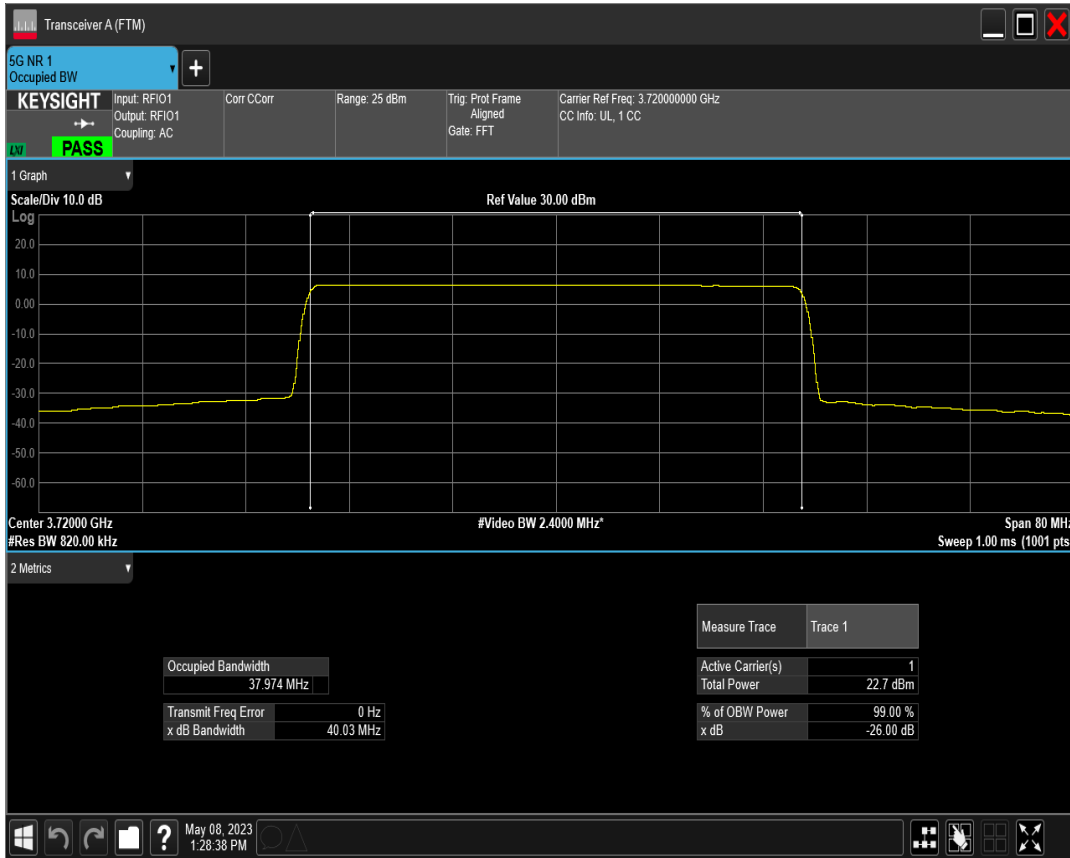 Transceiver A (FTM)
5G NR 1
Occupied BW
KEYSIGHT
LXI
PASS
Input: RFIO1
Output: RFIO1
Coupling: AC
Corr CCorr
Range: 25 dBm
Trig: Prot Frame
Aligned
Gate: FFT
Carrier Ref Freq: 3.720000000 GHz
CC Info: UL, 1 CC
1 Graph
Scale/Div 10.0 dB
Ref Value 30.00 dBm
Log
20.0
10.0
0.00
-10.0
-20.0
-30.0
-40.0
-50.0
-60.0
Center 3.72000 GHz
#Video BW 2.4000 MHz*
Span 80 MHz
#Res BW 820.00 kHz
Sweep 1.00 ms (1001 pts
2 Metrics
Measure Trace Trace 1
Occupied Bandwidth
37.974 MHz
Active Carrier(s) 1
Total Power 22.7 dBm
Transmit Freq Error 0 Hz
x dB Bandwidth 40.03 MHz
% of OBW Power 99.00 %
x dB -26.00 dB
?
May 08, 2023
1:28:38 PM